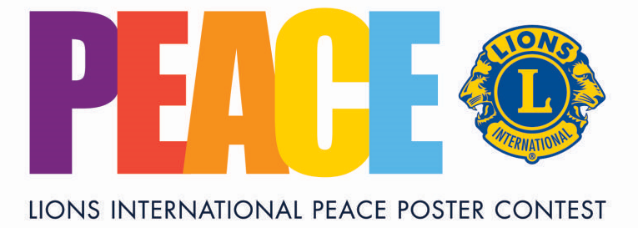 PEACE
LIONS
L
INTERNATIONAL
®
LIONS INTERNATIONAL PEACE POSTER CONTEST